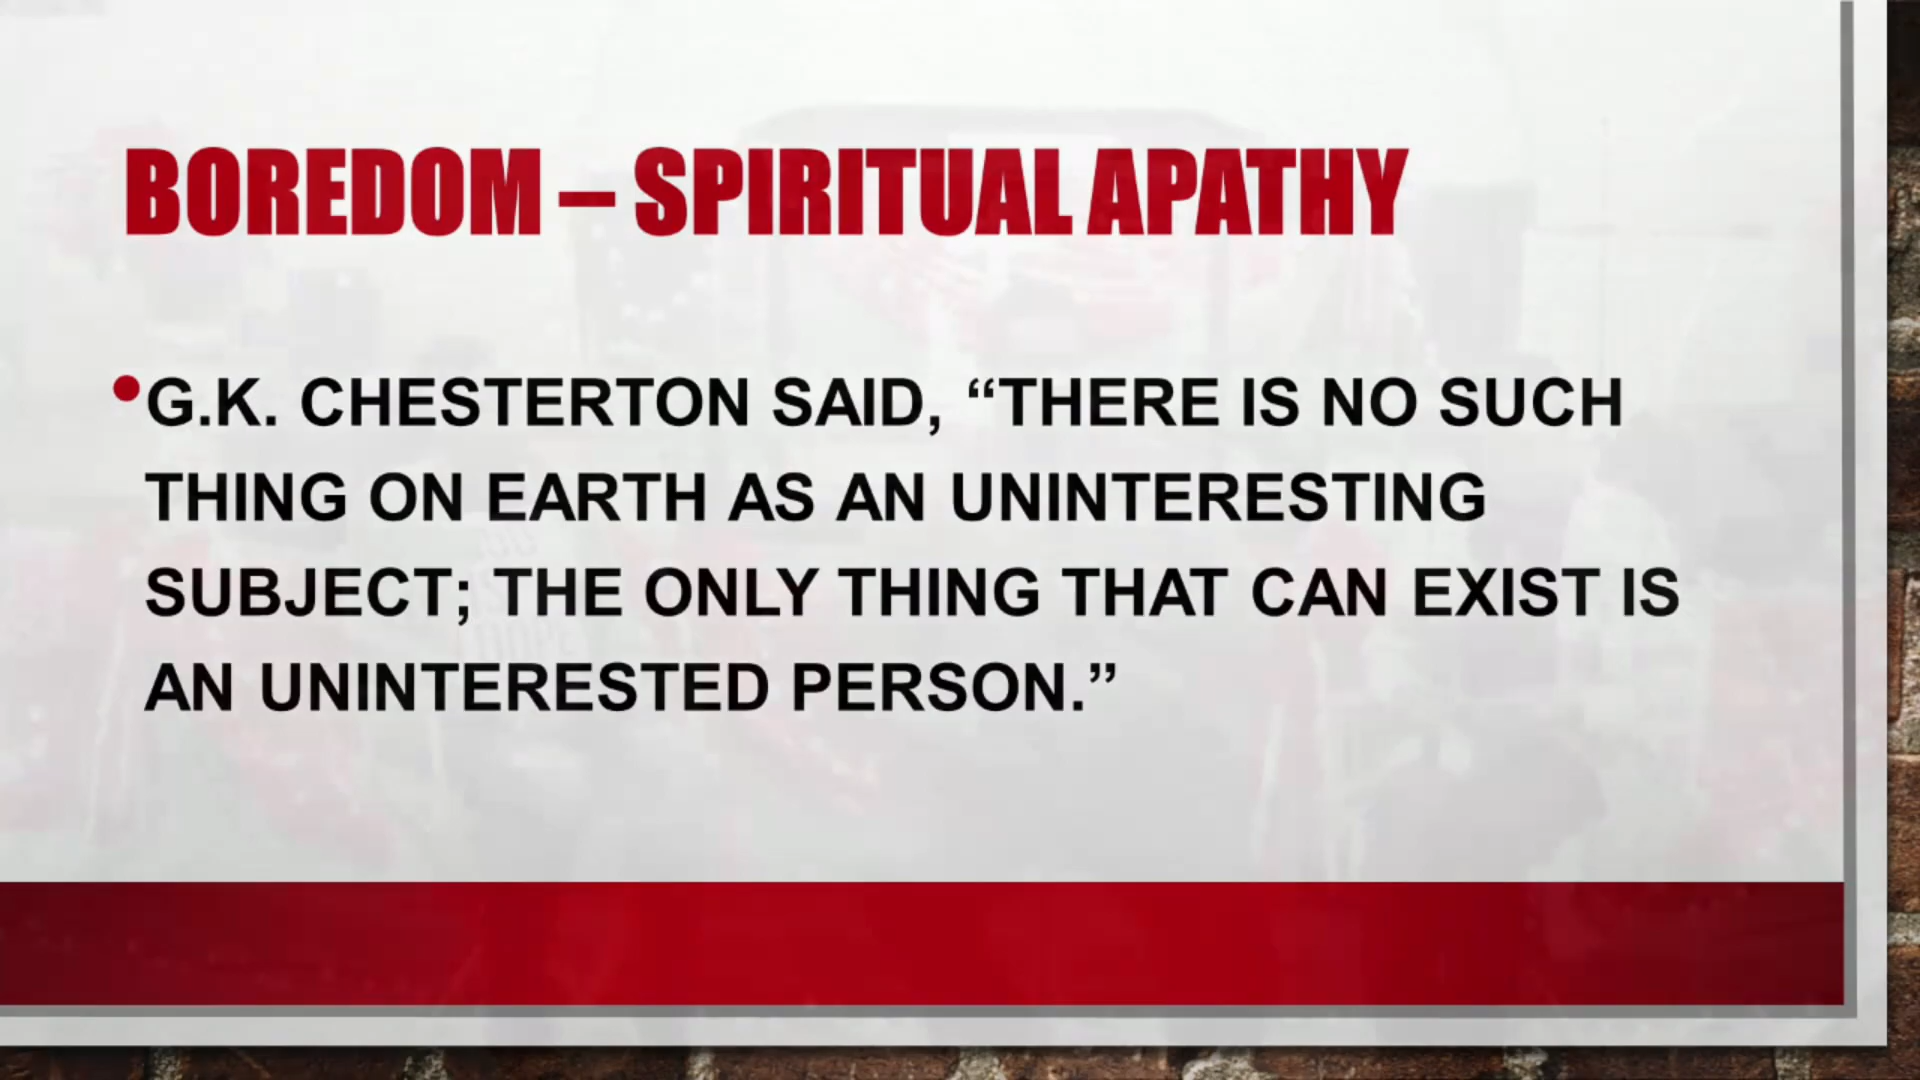 BOREDOM – SPIRITUAL APATHY
•G.K. CHESTERTON SAID, “THERE IS NO SUCH
THING ON EARTH AS AN UNINTERESTING
SUBJECT; THE ONLY THING THAT CAN EXIST IS
AN UNINTERESTED PERSON.”